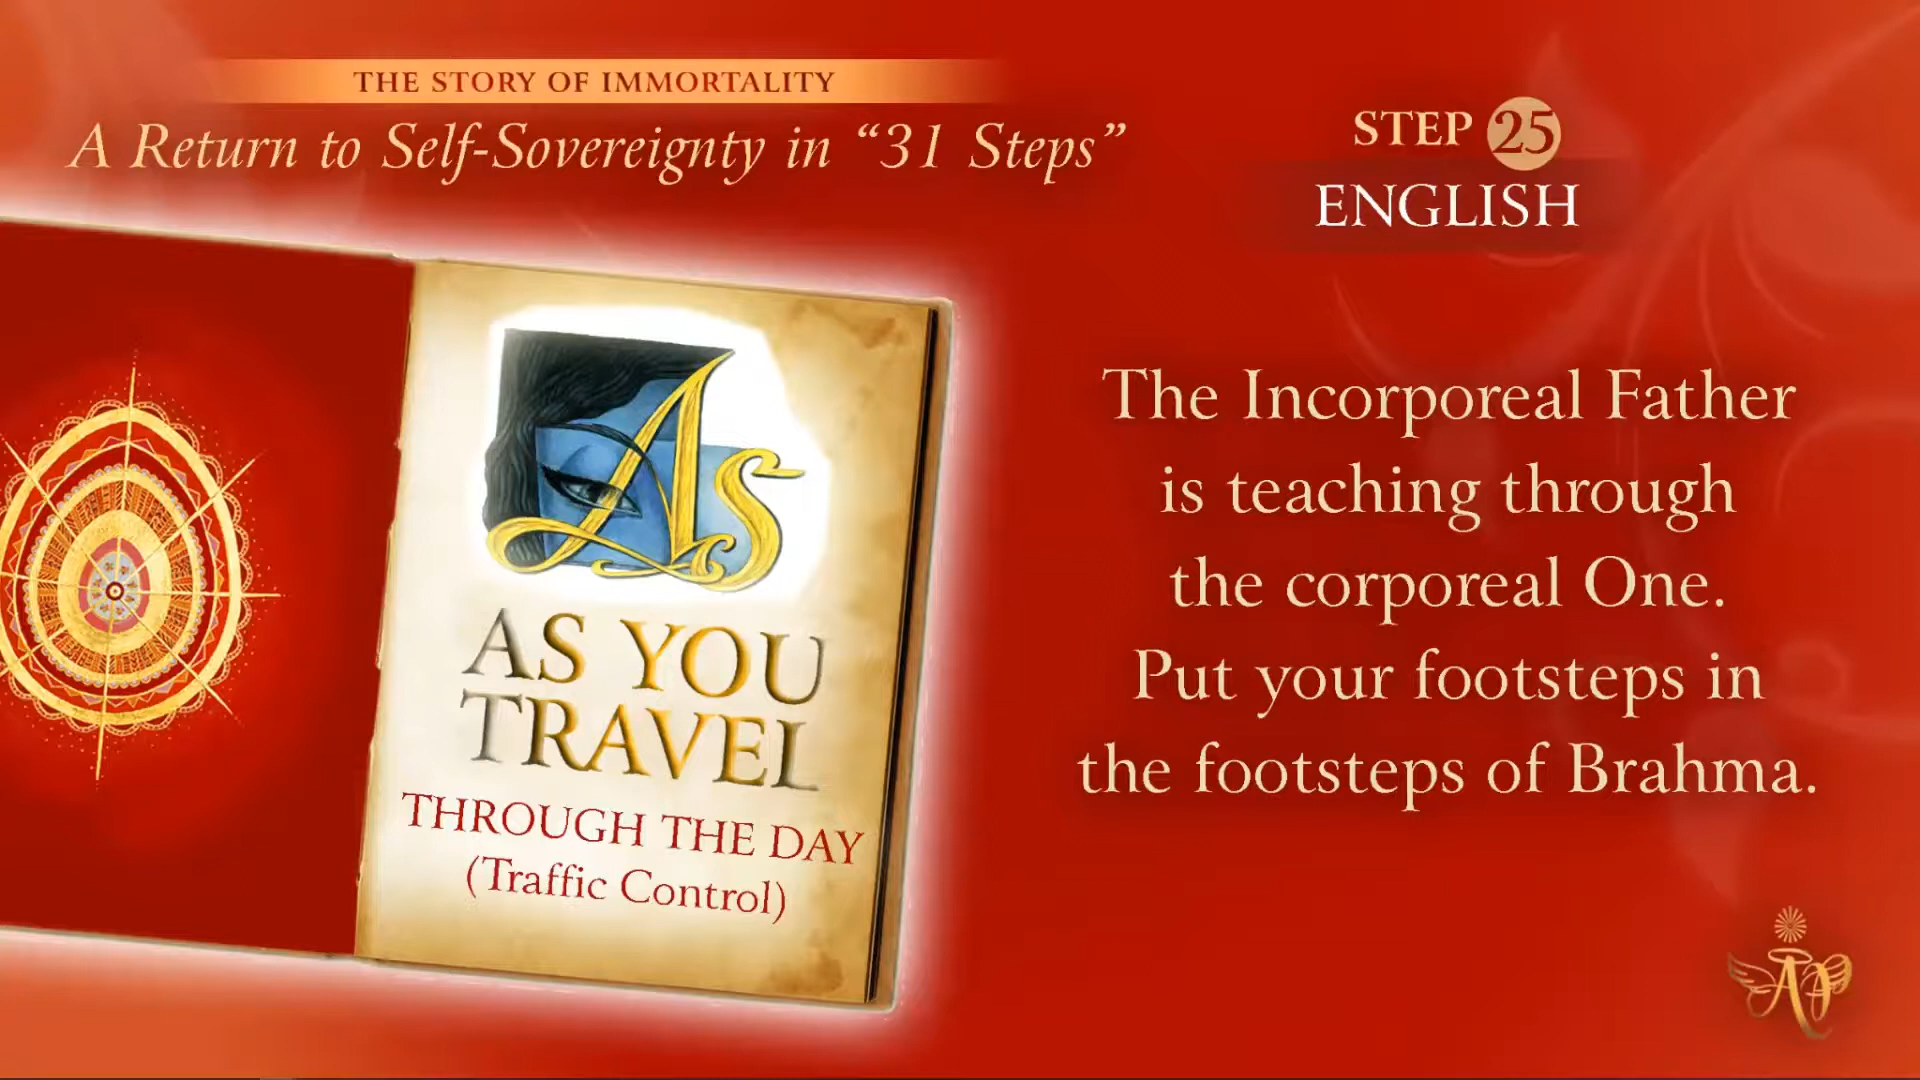 THE STORY OF IMMORTALITY
A Return to Self-Sovereignty in “31 Steps”
STEP 25
ENGLISH
As
AS YOU
TRAVEL
THROUGH THE DAY
(Traffic Control)
The Incorporeal Father
is teaching through
the corporeal One.
Put your footsteps in
the footsteps of Brahma.